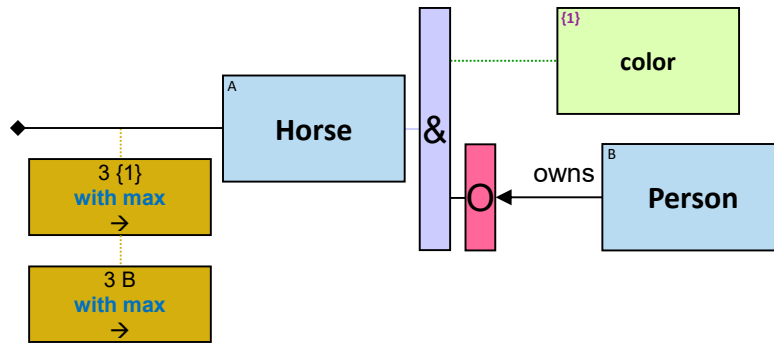 {1}
color
A
Horse
&
O
owns
B
Person
3 {1}
with max
→
3 B
with max
→